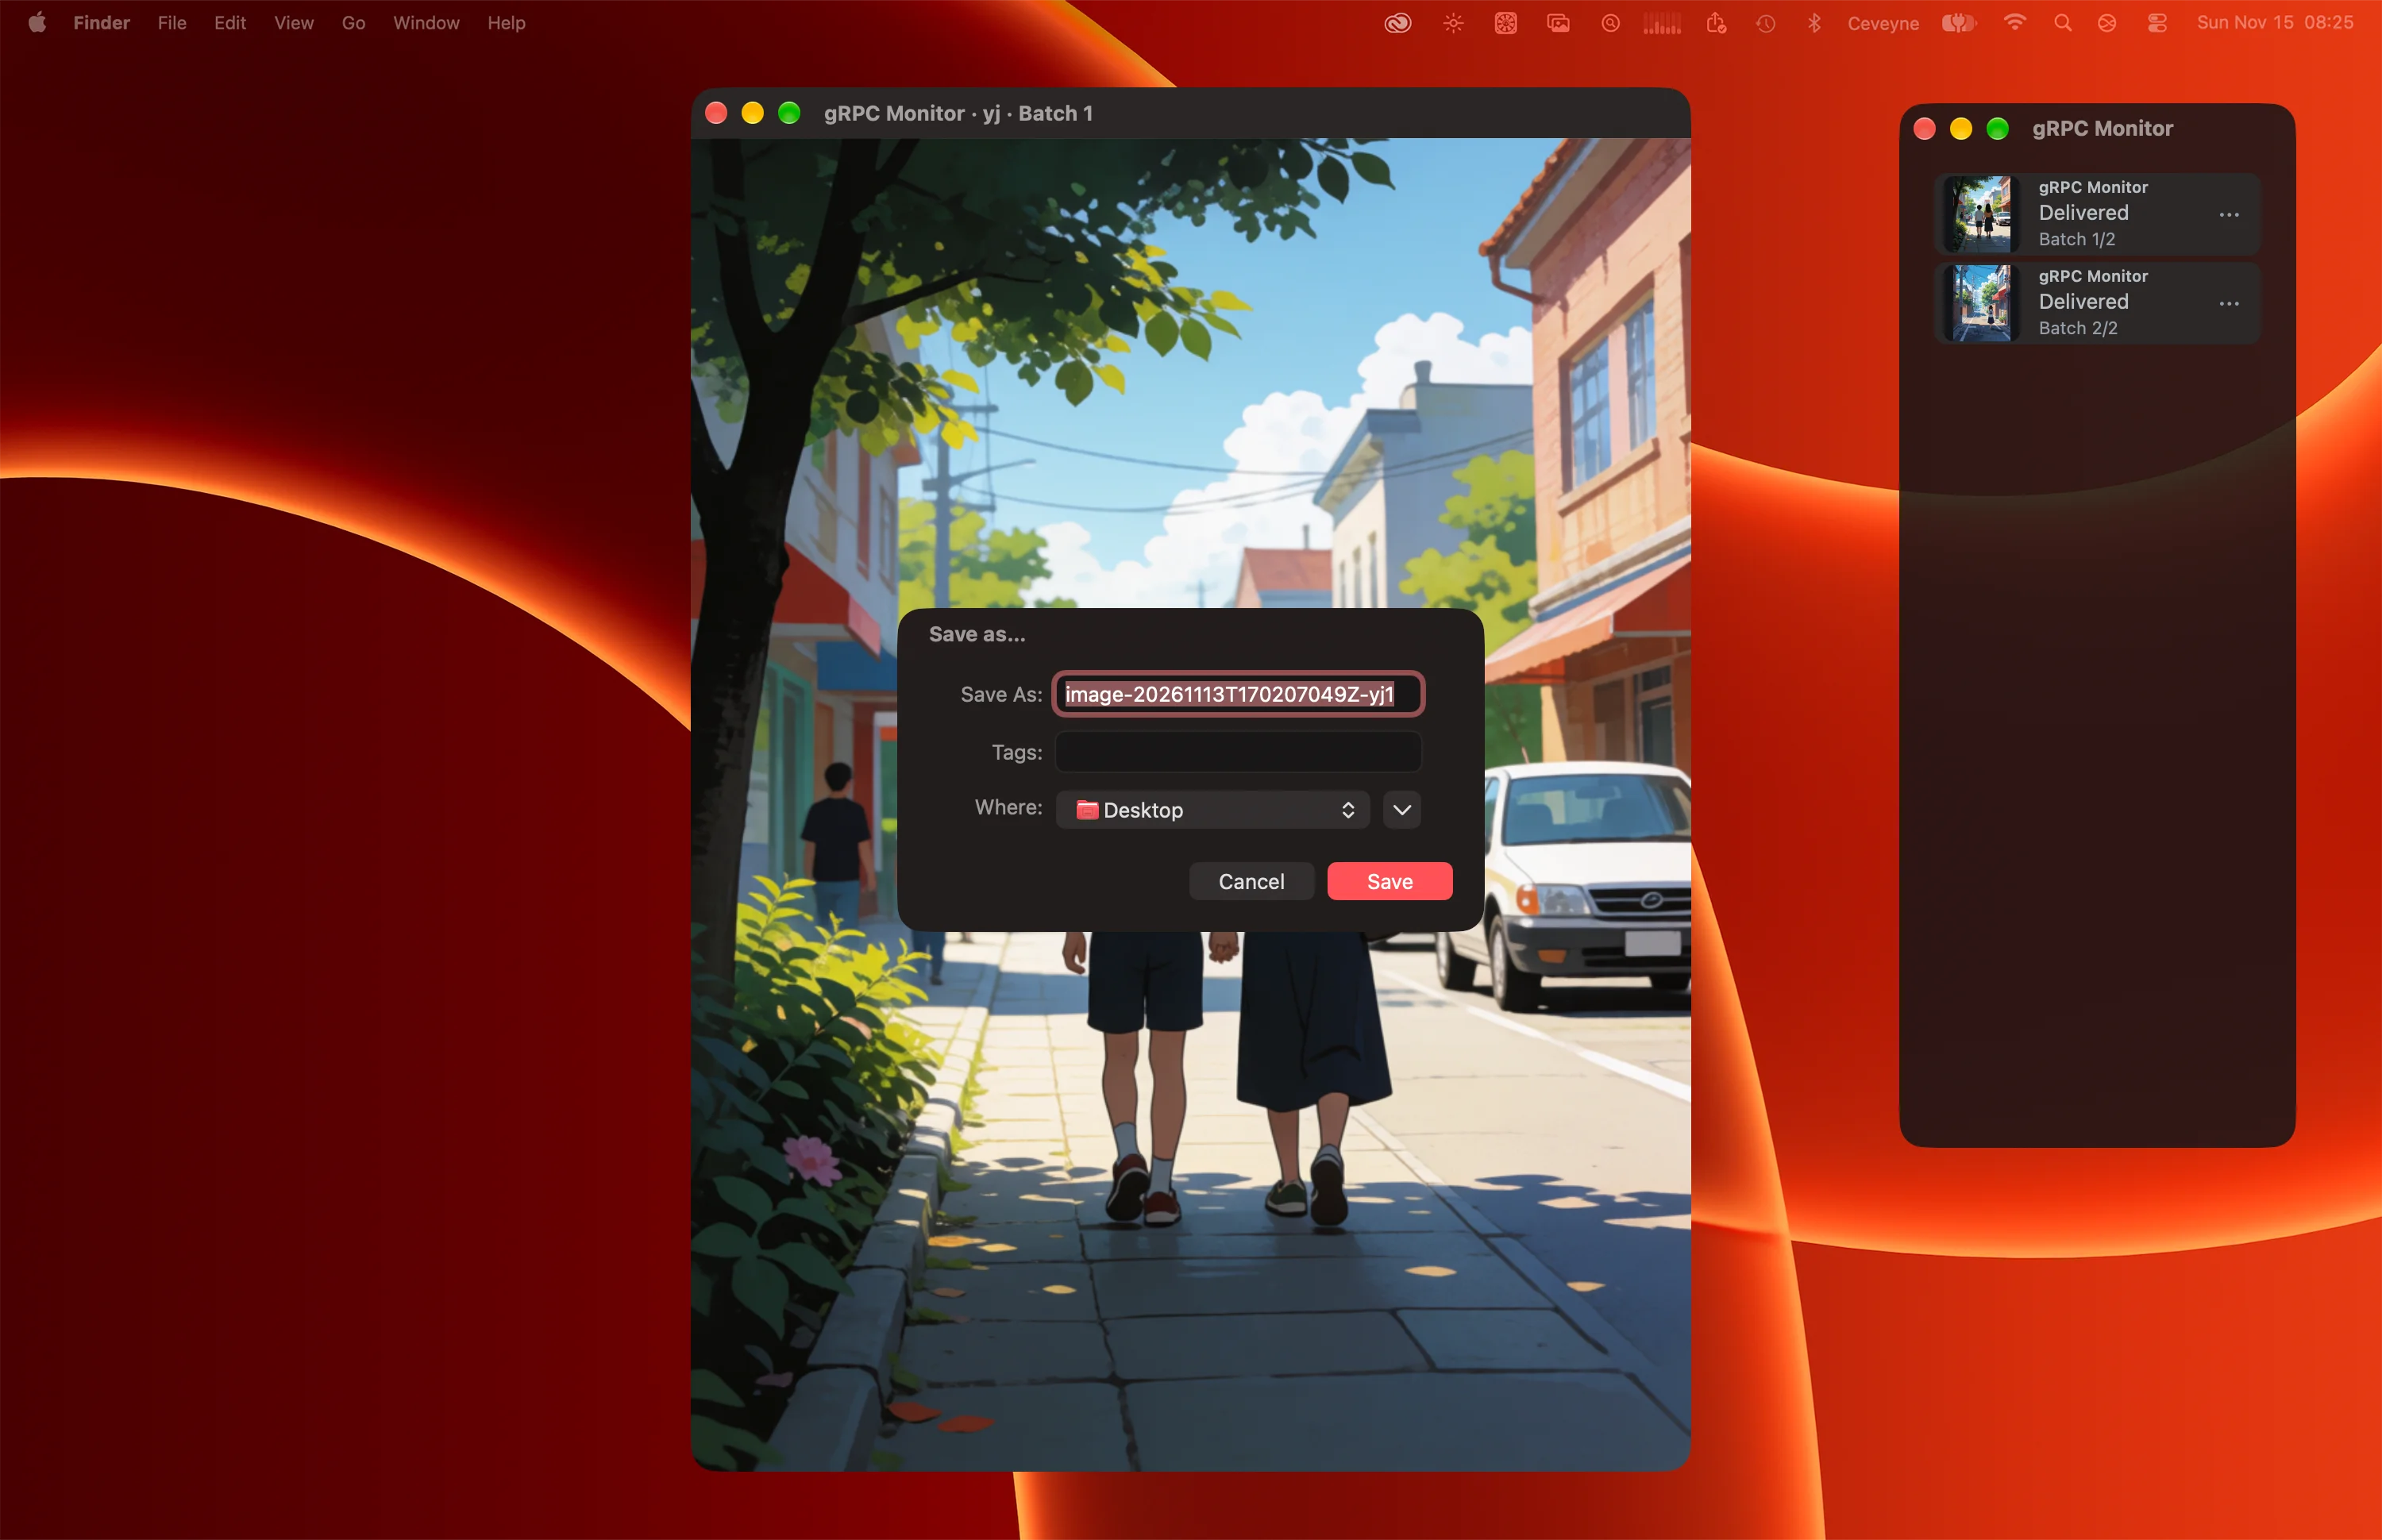 Finder File Edit View Go Window Help Ceveyne Sun Nov 15 08:25
gRPC Monitor · yj · Batch 1
Save as...
Save As: image-20261113T170207049Z-yj1
Tags:
Where: Desktop
Cancel Save
gRPC Monitor
gRPC Monitor
Delivered
Batch 1/2
gRPC Monitor
Delivered
Batch 2/2